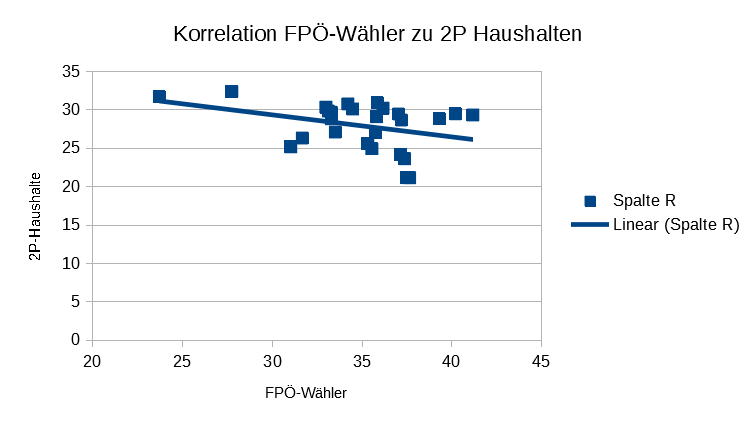 Korrelation FPÖ-Wähler zu 2P Haushalten
35
30
25
20
15
10
5
0
2P-Haushalte
20 25 30 35 40 45
FPÖ-Wähler
Spalte R
Linear (Spalte R)